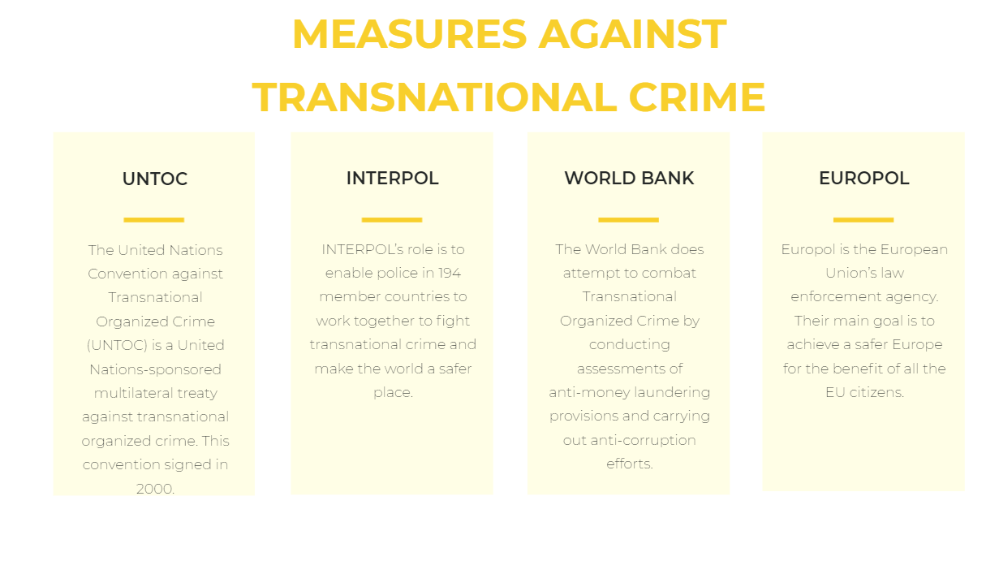 MEASURES AGAINST
TRANSNATIONAL CRIME
UNTOC
The United Nations
Convention against
Transnational
Organized Crime
(UNTOC) is a United
Nations-sponsored
multilateral treaty
against transnational
organized crime. This
convention signed in
2000.
INTERPOL
INTERPOL’s role is to
enable police in 194
member countries to
work together to fight
transnational crime and
make the world a safer
place.
WORLD BANK
The World Bank does
attempt to combat
Transnational
Organized Crime by
conducting
assessments of
anti-money laundering
provisions and carrying
out anti-corruption
efforts.
EUROPOL
Europol is the European
Union’s law
enforcement agency.
Their main goal is to
achieve a safer Europe
for the benefit of all the
EU citizens.